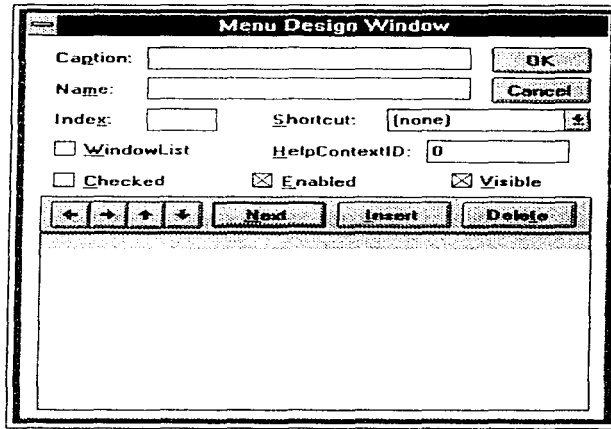 Menu Design Window
Caption: OK
Name: Cancel
Index: Shortcut: (none)
WindowList HelpContextID: 0
Checked Enabled Visible
Next Insert Delete